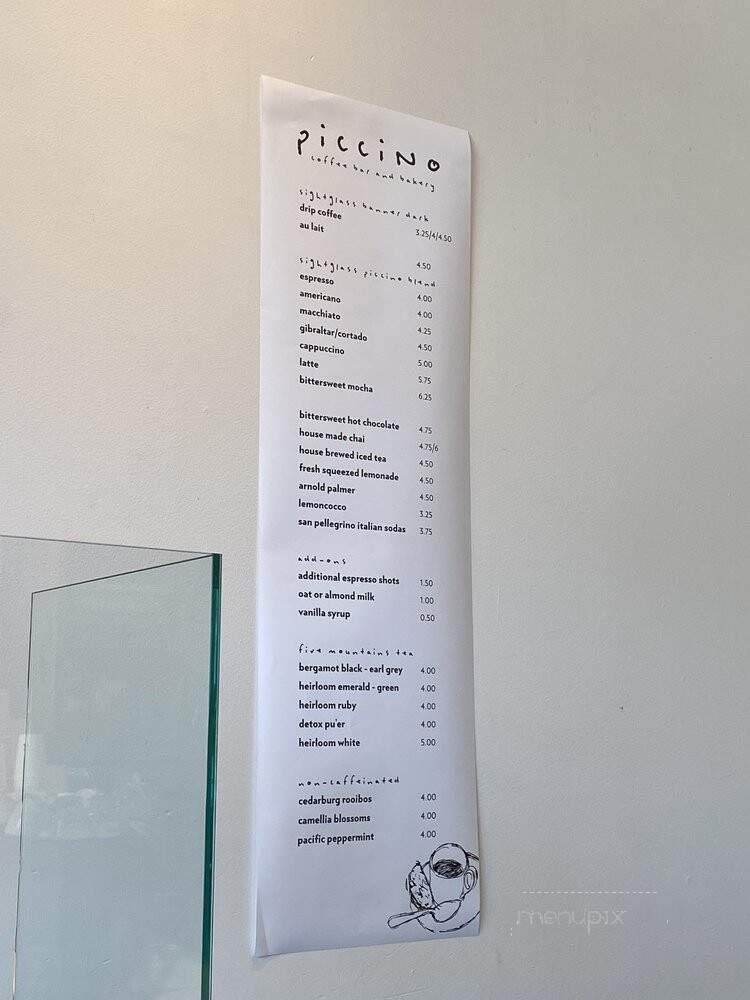 piccino
coffee bar and bakery
sightglass banner dark
drip coffee 3.25/4/4.50
au lait 4.50
sightglass piccino blend
espresso 4.00
americano 4.00
macchiato 4.25
gibraltar/cortado 4.50
cappuccino 5.00
latte 5.75
bittersweet mocha 6.25
bittersweet hot chocolate 4.75
house made chai 4.75/6
house brewed iced tea 4.50
fresh squeezed lemonade 4.50
arnold palmer 4.50
lemoncocco 3.25
san pellegrino italian sodas 3.75
add-ons
additional espresso shots 1.50
oat or almond milk 1.00
vanilla syrup 0.50
five mountains tea
bergamot black - earl grey 4.00
heirloom emerald - green 4.00
heirloom ruby 4.00
detox pu'er 4.00
heirloom white 5.00
non-caffeinated
cedarburg rooibos 4.00
camellia blossoms 4.00
pacific peppermint 4.00
menupix